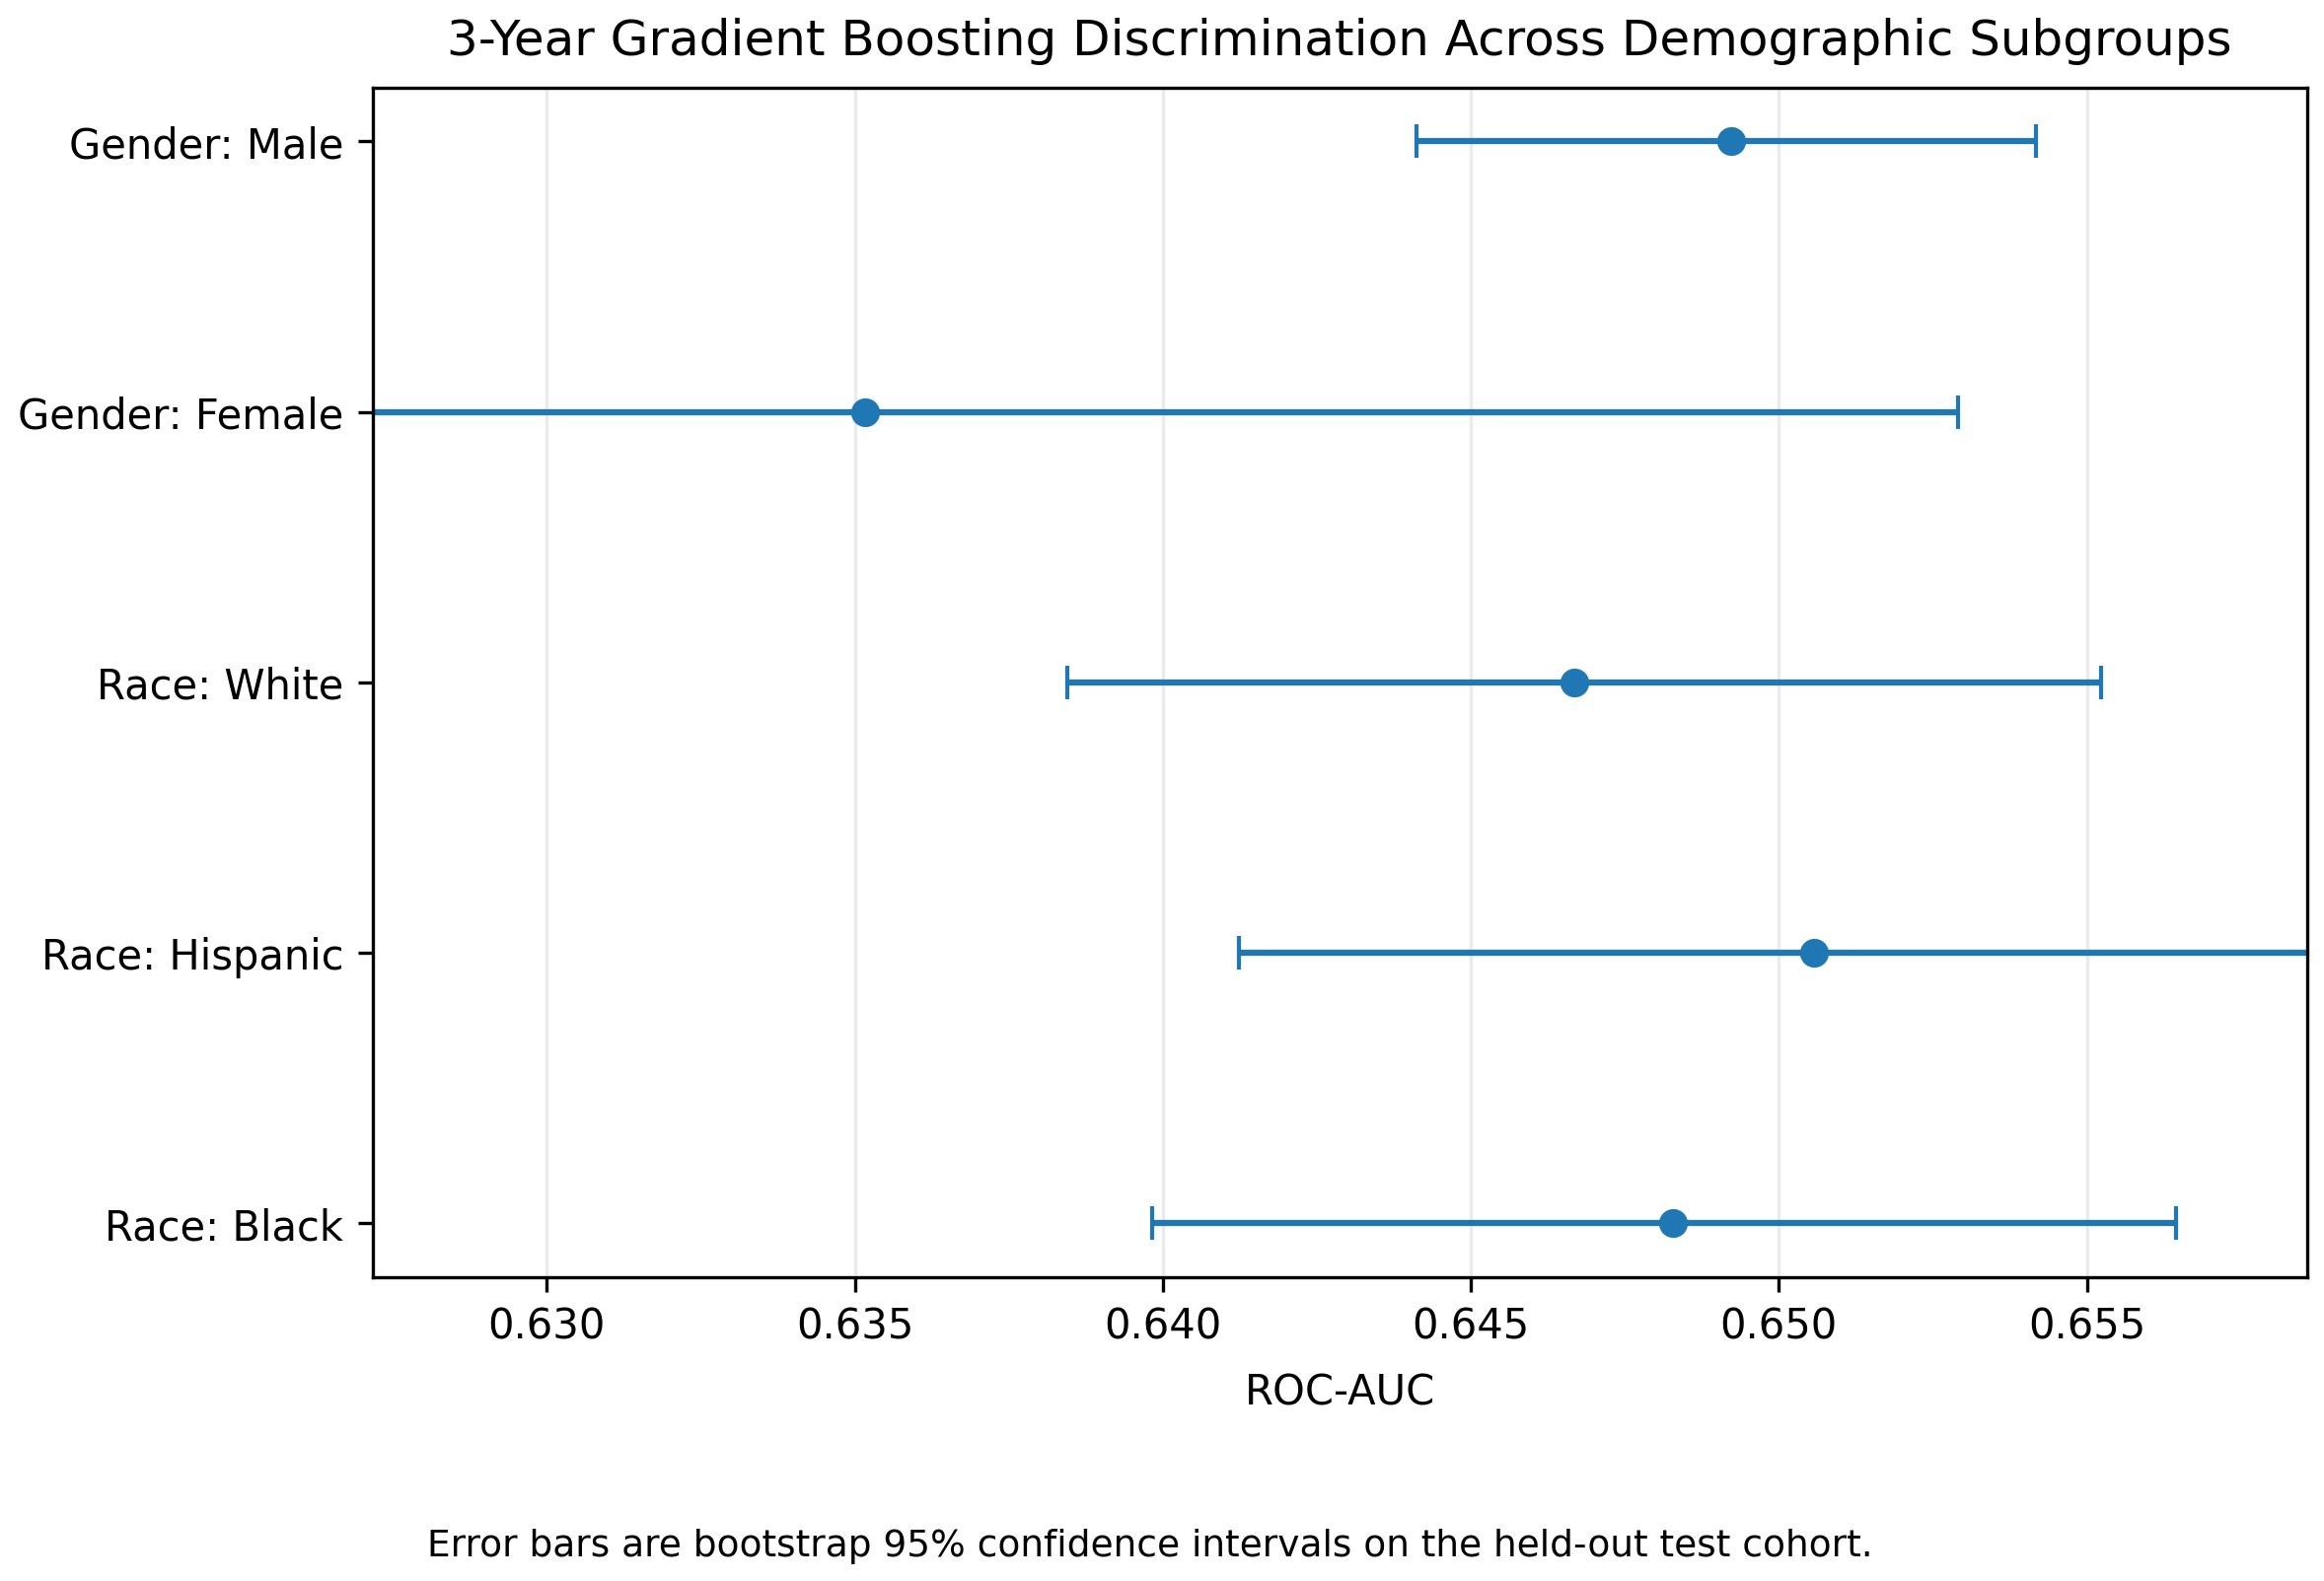 3-Year Gradient Boosting Discrimination Across Demographic Subgroups
Gender: Male
Gender: Female
Race: White
Race: Hispanic
Race: Black
0.630 0.635 0.640 0.645 0.650 0.655
ROC-AUC
Error bars are bootstrap 95% confidence intervals on the held-out test cohort.